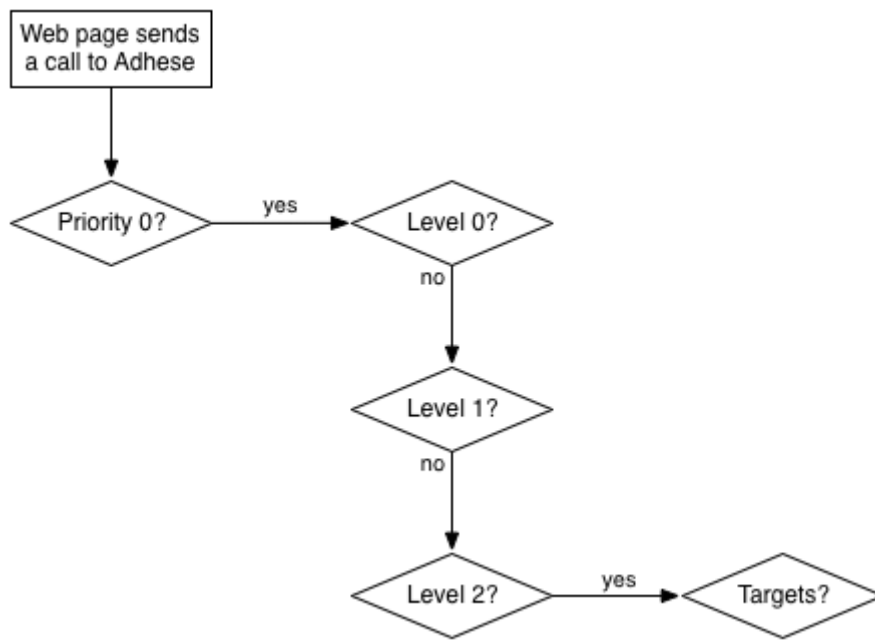 Web page sends
a call to Adhese
Priority 0?
yes
Level 0?
no
Level 1?
no
Level 2?
yes
Targets?